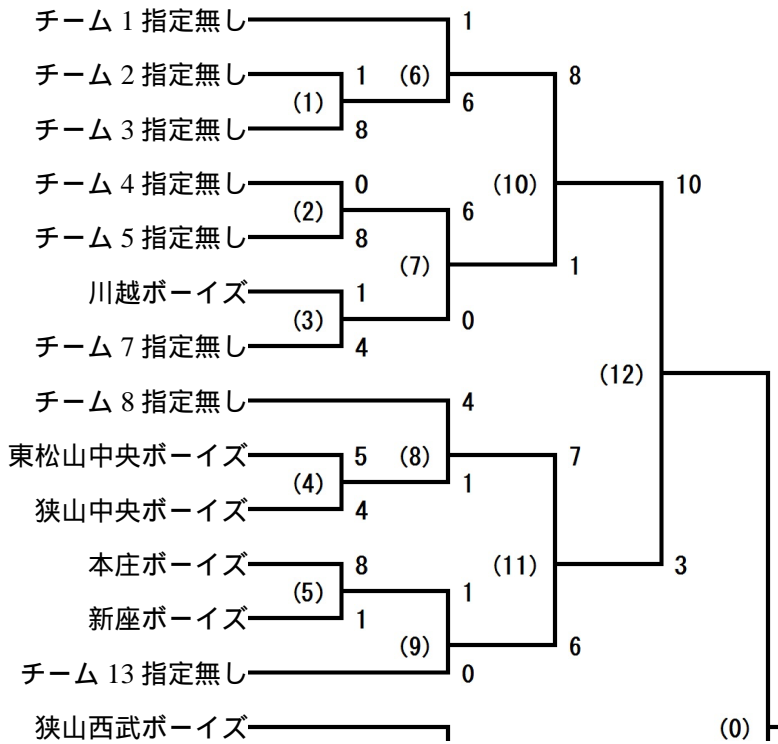 チーム 1 指定無し 1
チーム 2 指定無し 1 (6) 8
(1) 6
チーム 3 指定無し 8
チーム 4 指定無し 0 (10) 10
(2) 6
チーム 5 指定無し 8
(7) 1
川越ボーイズ 1
(3) 0
チーム 7 指定無し 4
(12)
チーム 8 指定無し 4
東松山中央ボーイズ 5 (8) 7
(4) 1
狭山中央ボーイズ 4
本庄ボーイズ 8 (11) 3
(5) 1
新座ボーイズ 1
(9) 6
チーム 13 指定無し 0
狭山西武ボーイズ (0)